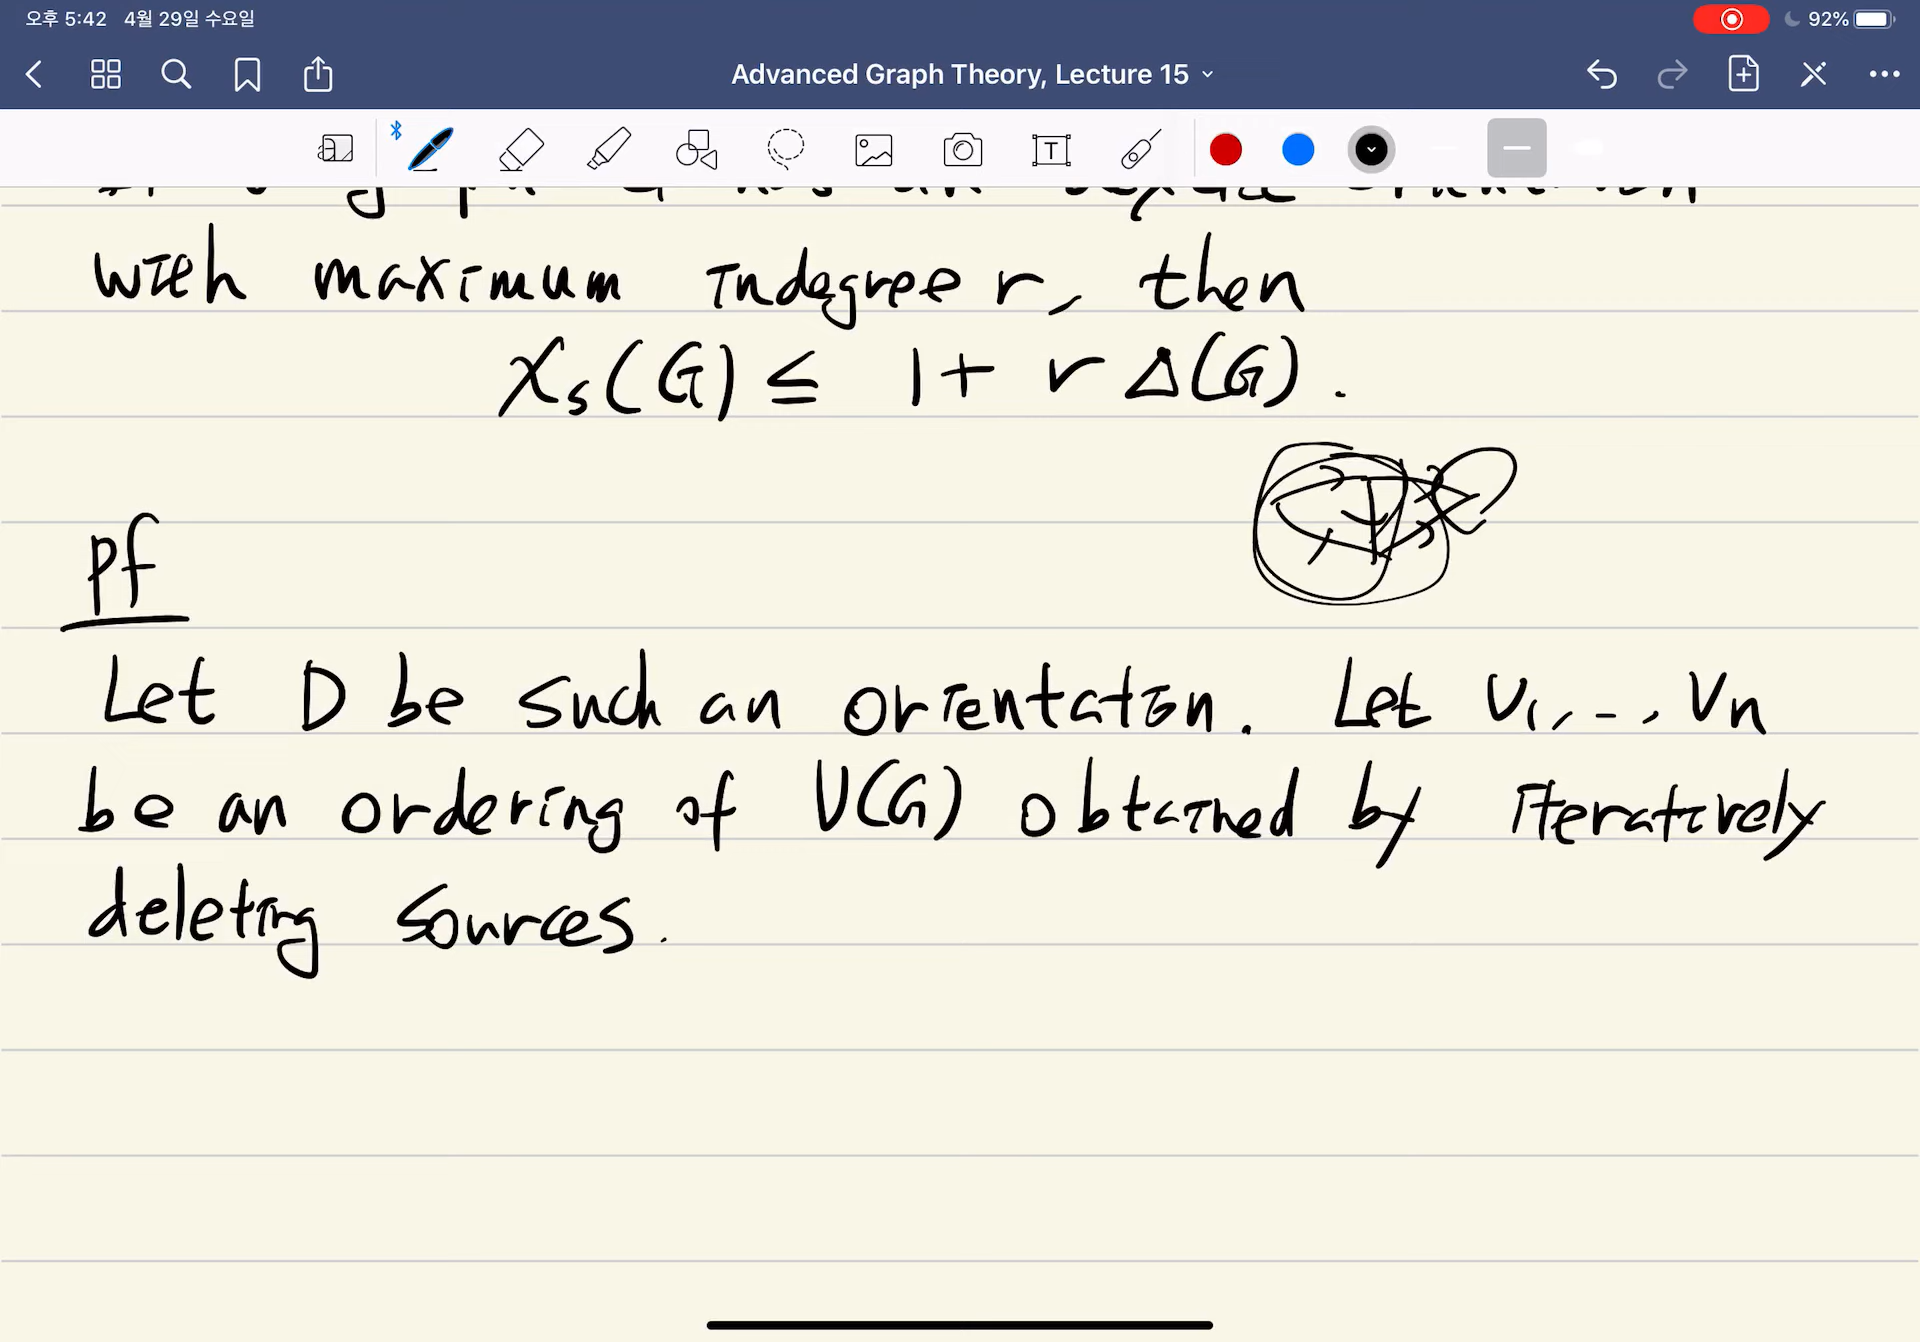 오후 5:42 4월 29일 수요일 92%
Advanced Graph Theory, Lecture 15
with maximum indegree r, then
χs(G) ≤ 1 + r Δ(G).
pf
Let D be such an orientation. Let v1, --, vn
be an ordering of V(G) obtained by iteratively
deleting sources.